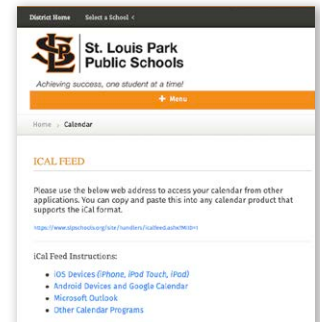 District Home Select a School <
SLP
St. Louis Park
Public Schools
Achieving success, one student at a time!
+ Menu
Home > Calendar
ICAL FEED
Please use the below web address to access your calendar from other
applications. You can copy and paste this into any calendar product that
supports the iCal format.
iCal Feed Instructions:
iOS Devices (iPhone, iPod Touch, iPad)
Android Devices and Google Calendar
Microsoft Outlook
Other Calendar Programs